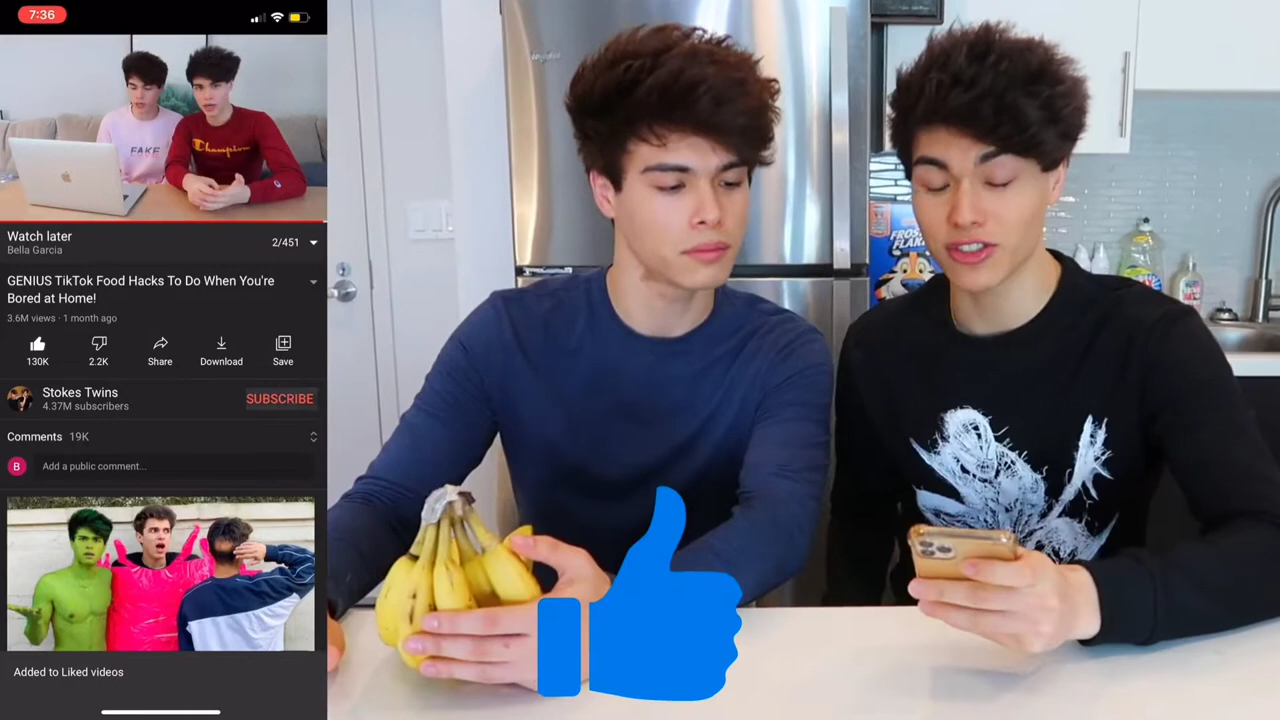 7:36
FAKE
Champion
Watch later
Bella Garcia
2/451
GENIUS TikTok Food Hacks To Do When You're
Bored at Home!
3.6M views · 1 month ago
130K
2.2K
Share
Download
Save
Stokes Twins
4.37M subscribers
SUBSCRIBE
Comments 19K
B
Add a public comment...
Added to Liked videos